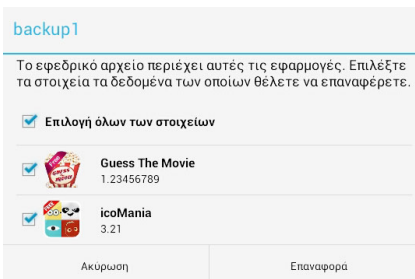 backup1
Το εφεδρικό αρχείο περιέχει αυτές τις εφαρμογές. Επιλέξτε
τα στοιχεία τα δεδομένα των οποίων θέλετε να επαναφέρετε.
Επιλογή όλων των στοιχείων
Guess The Movie
1.23456789
icoMania
3.21
Ακύρωση
Επαναφορά